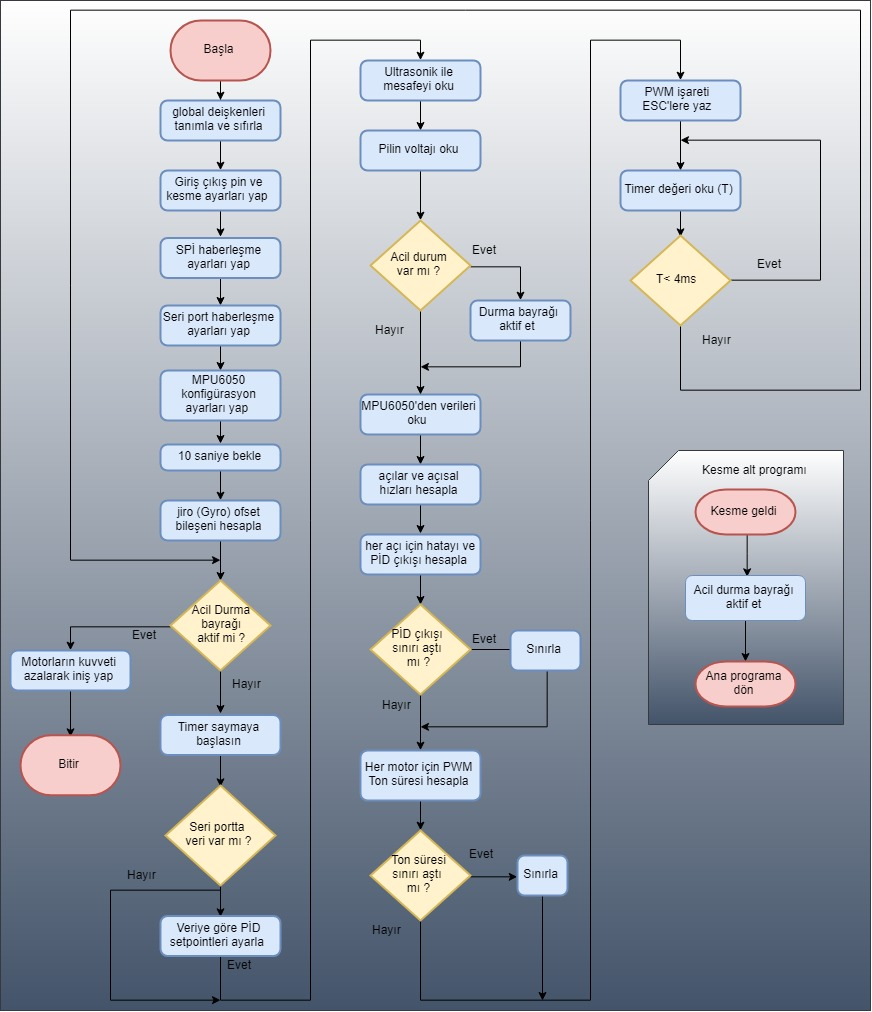 Başla
global deişkenleri
tanımla ve sıfırla
Giriş çıkış pin ve
kesme ayarları yap
SPİ haberleşme
ayarları yap
Seri port haberleşme
ayarları yap
MPU6050
konfigürasyon
ayarları yap
10 saniye bekle
jiro (Gyro) ofset
bileşeni hesapla
Acil Durma
bayrağı
aktif mi ?
Evet
Motorların kuvveti
azalarak iniş yap
Bitir
Hayır
Timer saymaya
başlasın
Seri portta
veri var mı ?
Hayır
Veriye göre PİD
setpointleri ayarla
Evet
Ultrasonik ile
mesafeyi oku
Pilin voltajı oku
Acil durum
var mı ?
Evet
Durma bayrağı
aktif et
Hayır
MPU6050'den verileri
oku
açılar ve açısal
hızları hesapla
her açı için hatayı ve
PİD çıkışı hesapla
PİD çıkışı
sınırı aştı
mı ?
Evet
Sınırla
Hayır
Her motor için PWM
Ton süresi hesapla
Ton süresi
sınırı aştı
mı ?
Evet
Sınırla
Hayır
PWM işareti
ESC'lere yaz
Timer değeri oku (T)
T< 4ms
Evet
Hayır
Kesme alt programı
Kesme geldi
Acil durma bayrağı
aktif et
Ana programa
dön